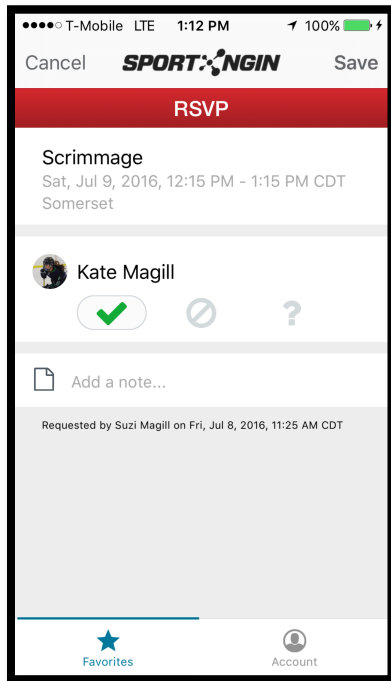 T-Mobile LTE 1:12 PM 100%
Cancel SPORT NGIN Save
RSVP
Scrimmage
Sat, Jul 9, 2016, 12:15 PM - 1:15 PM CDT
Somerset
Kate Magill
?
Add a note...
Requested by Suzi Magill on Fri, Jul 8, 2016, 11:25 AM CDT
Favorites Account